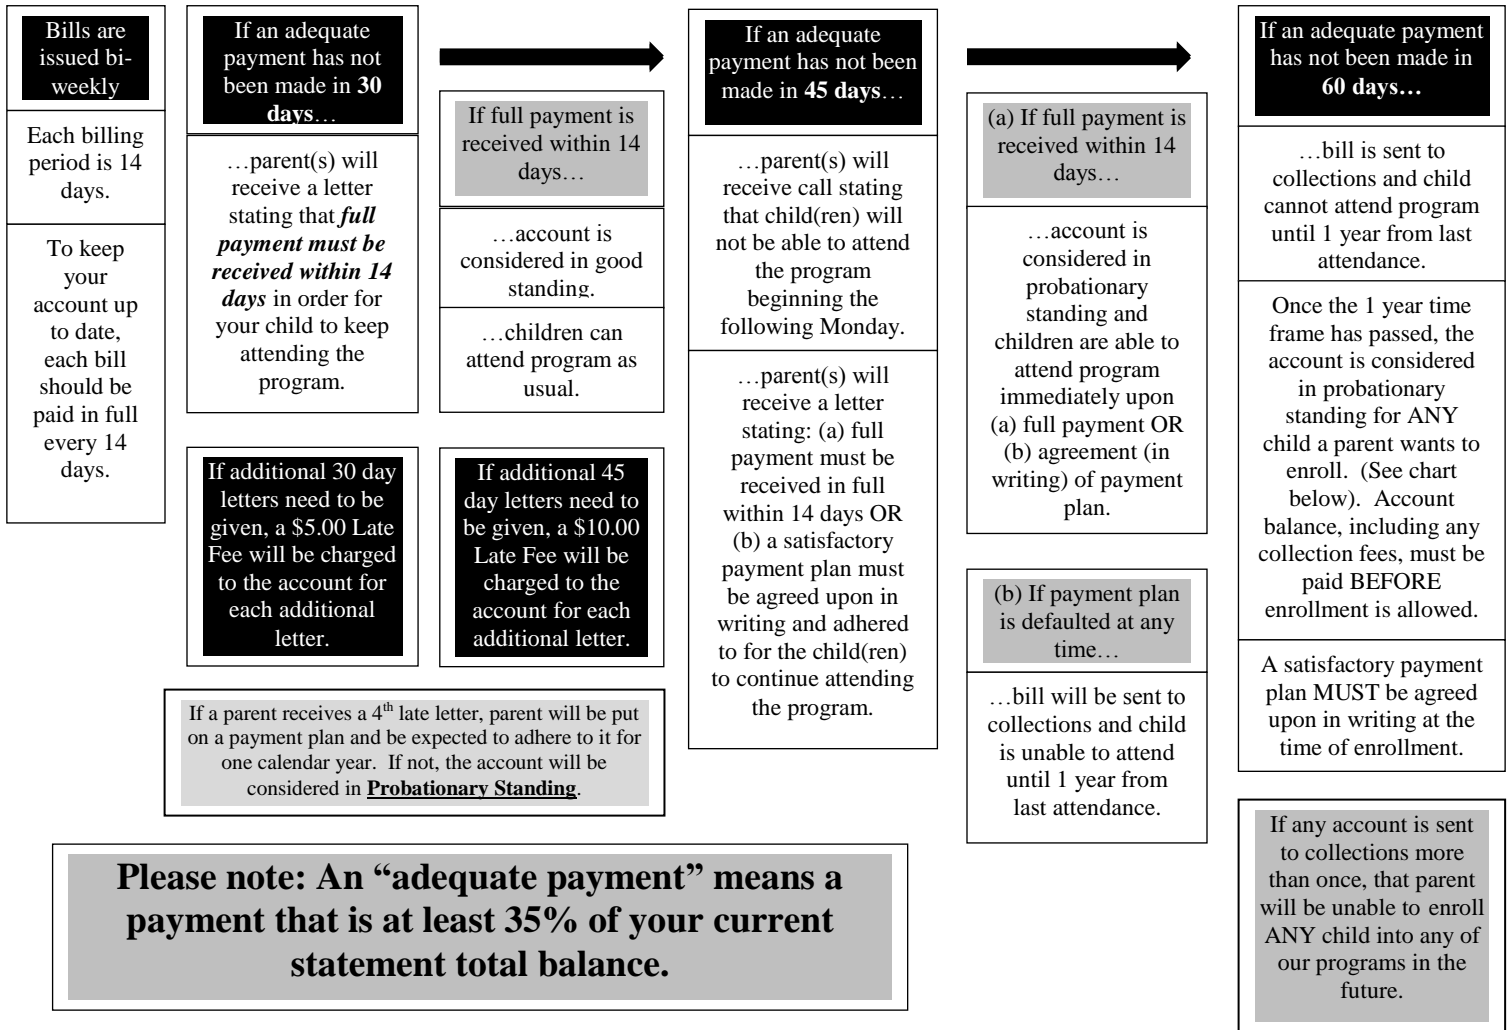 Bills are
issued bi-
weekly
Each billing
period is 14
days.
To keep
your
account up
to date,
each bill
should be
paid in full
every 14
days.
If an adequate
payment has not
been made in 30
days…
…parent(s) will
receive a letter
stating that full
payment must be
received within 14
days in order for
your child to keep
attending the
program.
If full payment is
received within 14
days…
…account is
considered in good
standing.
…children can
attend program as
usual.
If additional 30 day
letters need to be
given, a $5.00 Late
Fee will be charged
to the account for
each additional
letter.
If additional 45
day letters need to
be given, a $10.00
Late Fee will be
charged to the
account for each
additional letter.
If a parent receives a 4th late letter, parent will be put
on a payment plan and be expected to adhere to it for
one calendar year. If not, the account will be
considered in Probationary Standing.
If an adequate
payment has not been
made in 45 days…
…parent(s) will
receive call stating
that child(ren) will
not be able to attend
the program
beginning the
following Monday.
…parent(s) will
receive a letter
stating: (a) full
payment must be
received in full
within 14 days OR
(b) a satisfactory
payment plan must
be agreed upon in
writing and adhered
to for the child(ren)
to continue attending
the program.
(a) If full payment is
received within 14
days…
…account is
considered in
probationary
standing and
children are able to
attend program
immediately upon
(a) full payment OR
(b) agreement (in
writing) of payment
plan.
(b) If payment plan
is defaulted at any
time…
…bill will be sent to
collections and child
is unable to attend
until 1 year from
last attendance.
If an adequate payment
has not been made in
60 days…
…bill is sent to
collections and child
cannot attend program
until 1 year from last
attendance.
Once the 1 year time
frame has passed, the
account is considered
in probationary
standing for ANY
child a parent wants to
enroll. (See chart
below). Account
balance, including any
collection fees, must be
paid BEFORE
enrollment is allowed.
A satisfactory payment
plan MUST be agreed
upon in writing at the
time of enrollment.
If any account is sent
to collections more
than once, that parent
will be unable to enroll
ANY child into any of
our programs in the
future.
Please note: An “adequate payment” means a
payment that is at least 35% of your current
statement total balance.